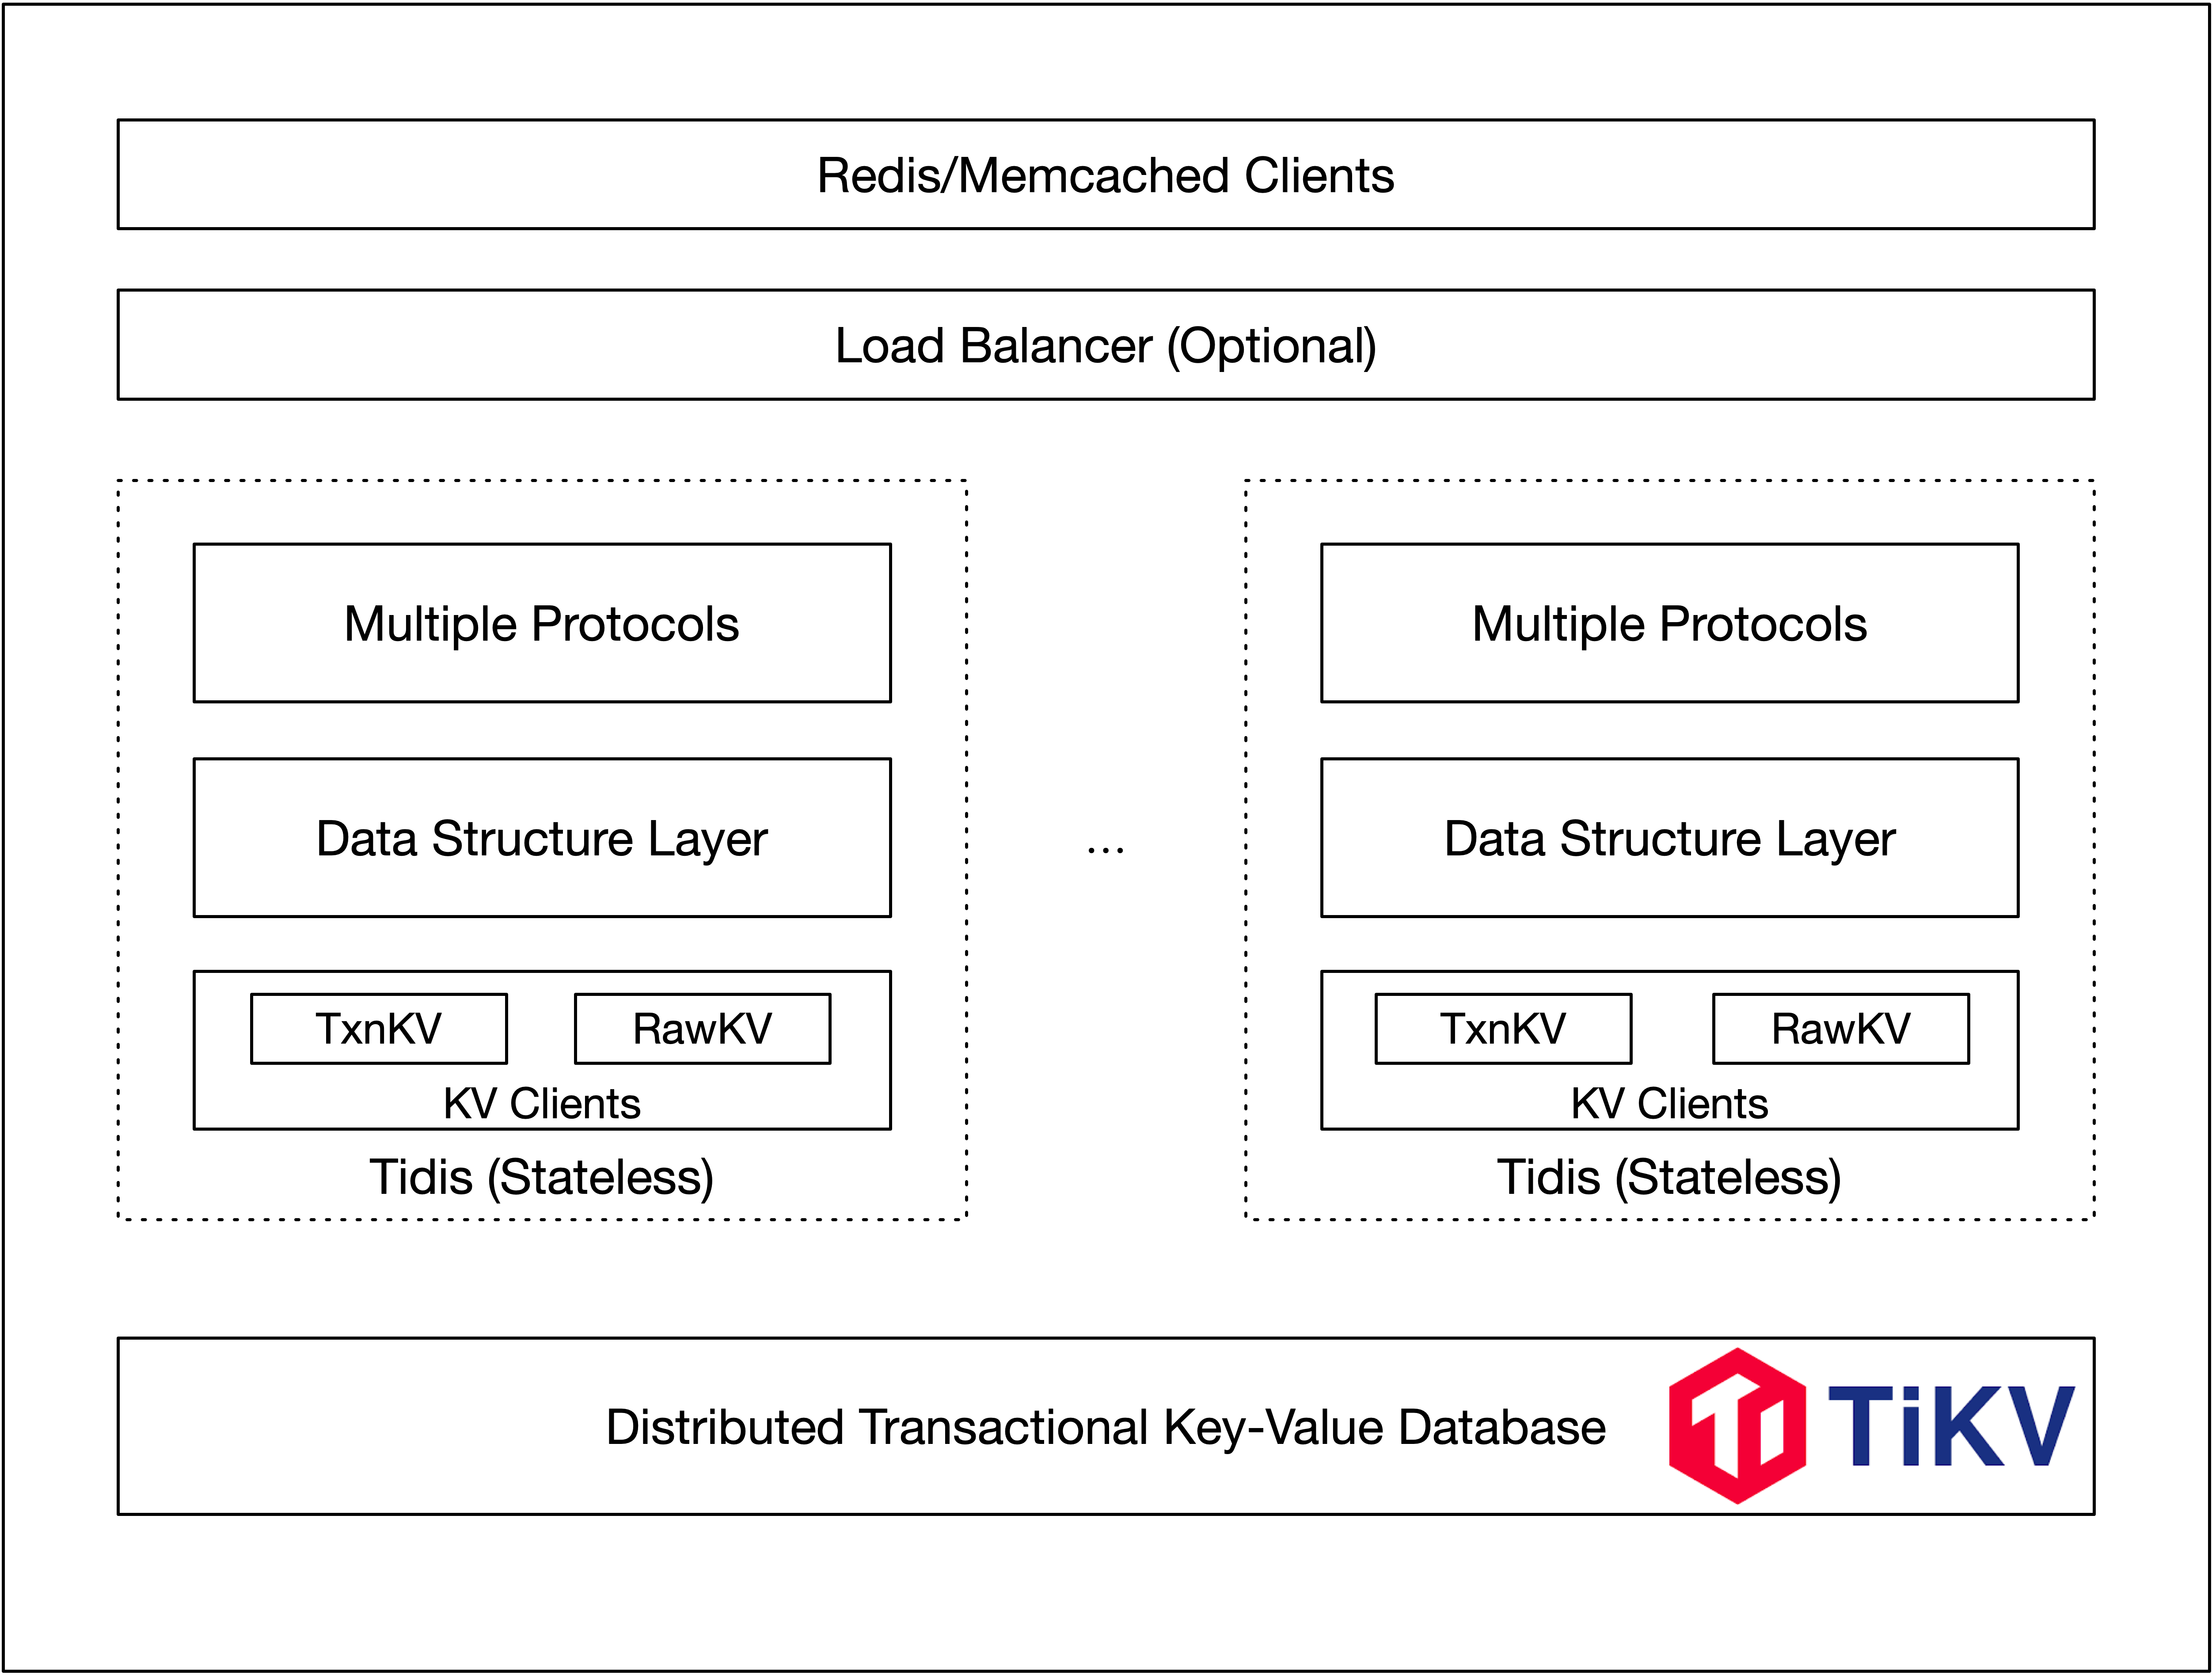 Redis/Memcached Clients
Load Balancer (Optional)
Multiple Protocols
Data Structure Layer
TxnKV
RawKV
KV Clients
Tidis (Stateless)
...
Multiple Protocols
Data Structure Layer
TxnKV
RawKV
KV Clients
Tidis (Stateless)
Distributed Transactional Key-Value Database
TiKV